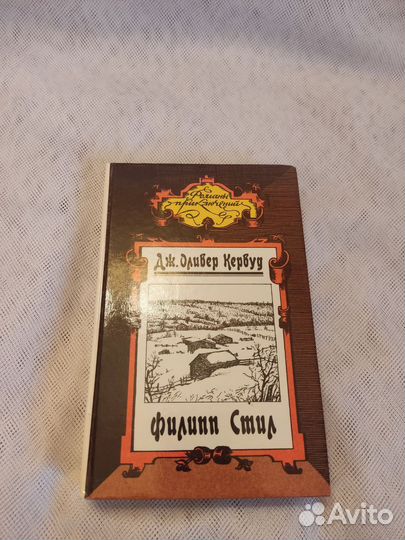 Романы
приключений
Дж. Оливер Кервуд
Филипп Стил
Avito